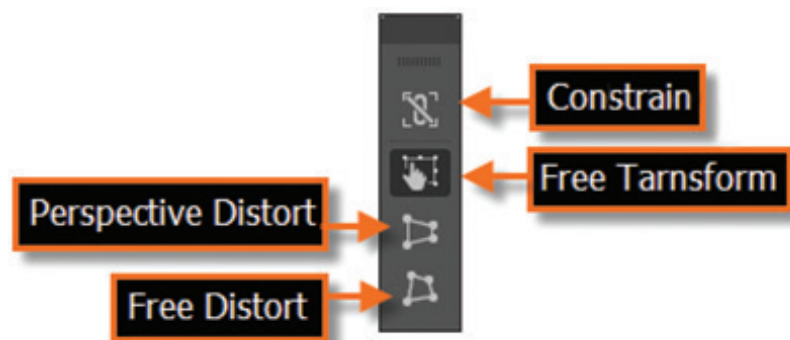 Constrain
Free Tarnsform
Perspective Distort
Free Distort